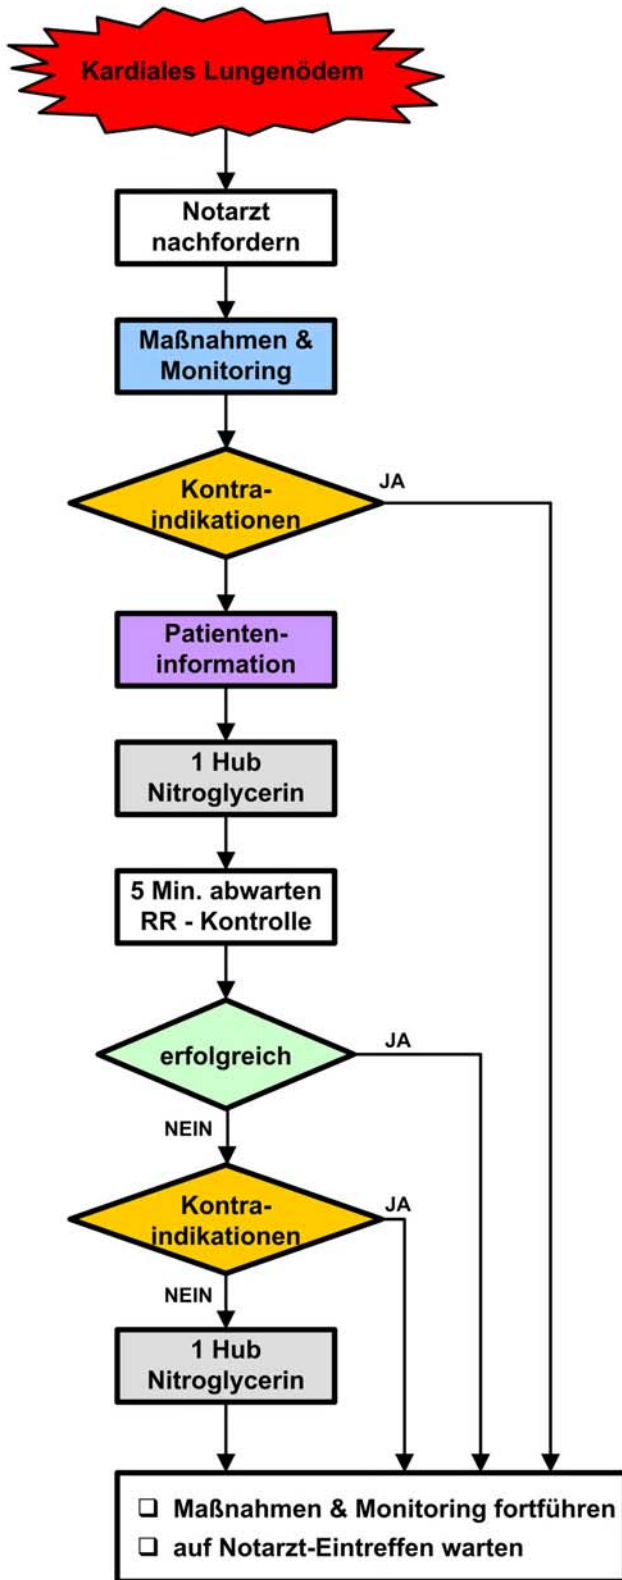 Kardiales Lungenödem
Notarzt
nachfordern
Maßnahmen &
Monitoring
Kontra-
indikationen
JA
Patienten-
information
1 Hub
Nitroglycerin
5 Min. abwarten
RR - Kontrolle
erfolgreich
JA
NEIN
Kontra-
indikationen
JA
NEIN
1 Hub
Nitroglycerin
❑ Maßnahmen & Monitoring fortführen
❑ auf Notarzt-Eintreffen warten